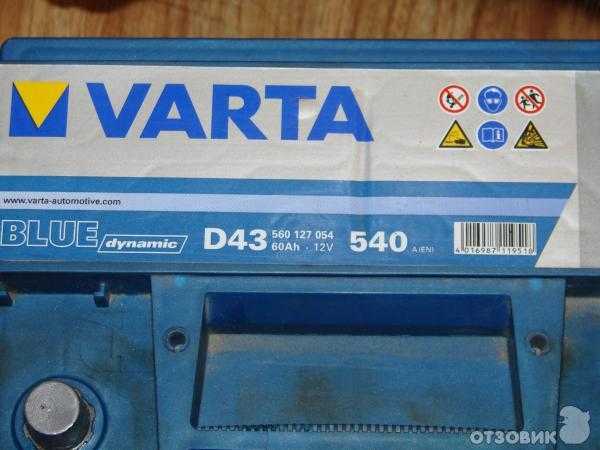 VARTA
www.varta-automotive.com
BLUE dynamic D43 560 127 054 60Ah · 12V 540 A(EN)
4 016987 119518
ОТЗОВИК